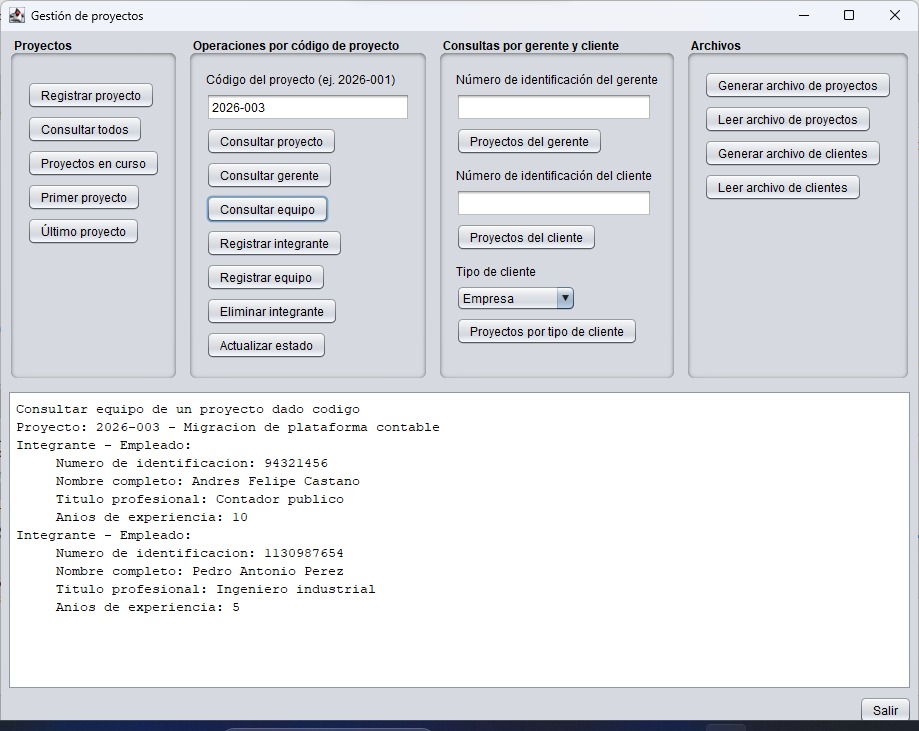 Gestión de proyectos
Proyectos
Registrar proyecto
Consultar todos
Proyectos en curso
Primer proyecto
Último proyecto
Operaciones por código de proyecto
Código del proyecto (ej. 2026-001)
2026-003
Consultar proyecto
Consultar gerente
Consultar equipo
Registrar integrante
Registrar equipo
Eliminar integrante
Actualizar estado
Consultas por gerente y cliente
Número de identificación del gerente
Proyectos del gerente
Número de identificación del cliente
Proyectos del cliente
Tipo de cliente
Empresa
Proyectos por tipo de cliente
Archivos
Generar archivo de proyectos
Leer archivo de proyectos
Generar archivo de clientes
Leer archivo de clientes
Consultar equipo de un proyecto dado codigo
Proyecto: 2026-003 - Migracion de plataforma contable
Integrante - Empleado:
Numero de identificacion: 94321456
Nombre completo: Andres Felipe Castano
Titulo profesional: Contador publico
Anios de experiencia: 10
Integrante - Empleado:
Numero de identificacion: 1130987654
Nombre completo: Pedro Antonio Perez
Titulo profesional: Ingeniero industrial
Anios de experiencia: 5
Salir